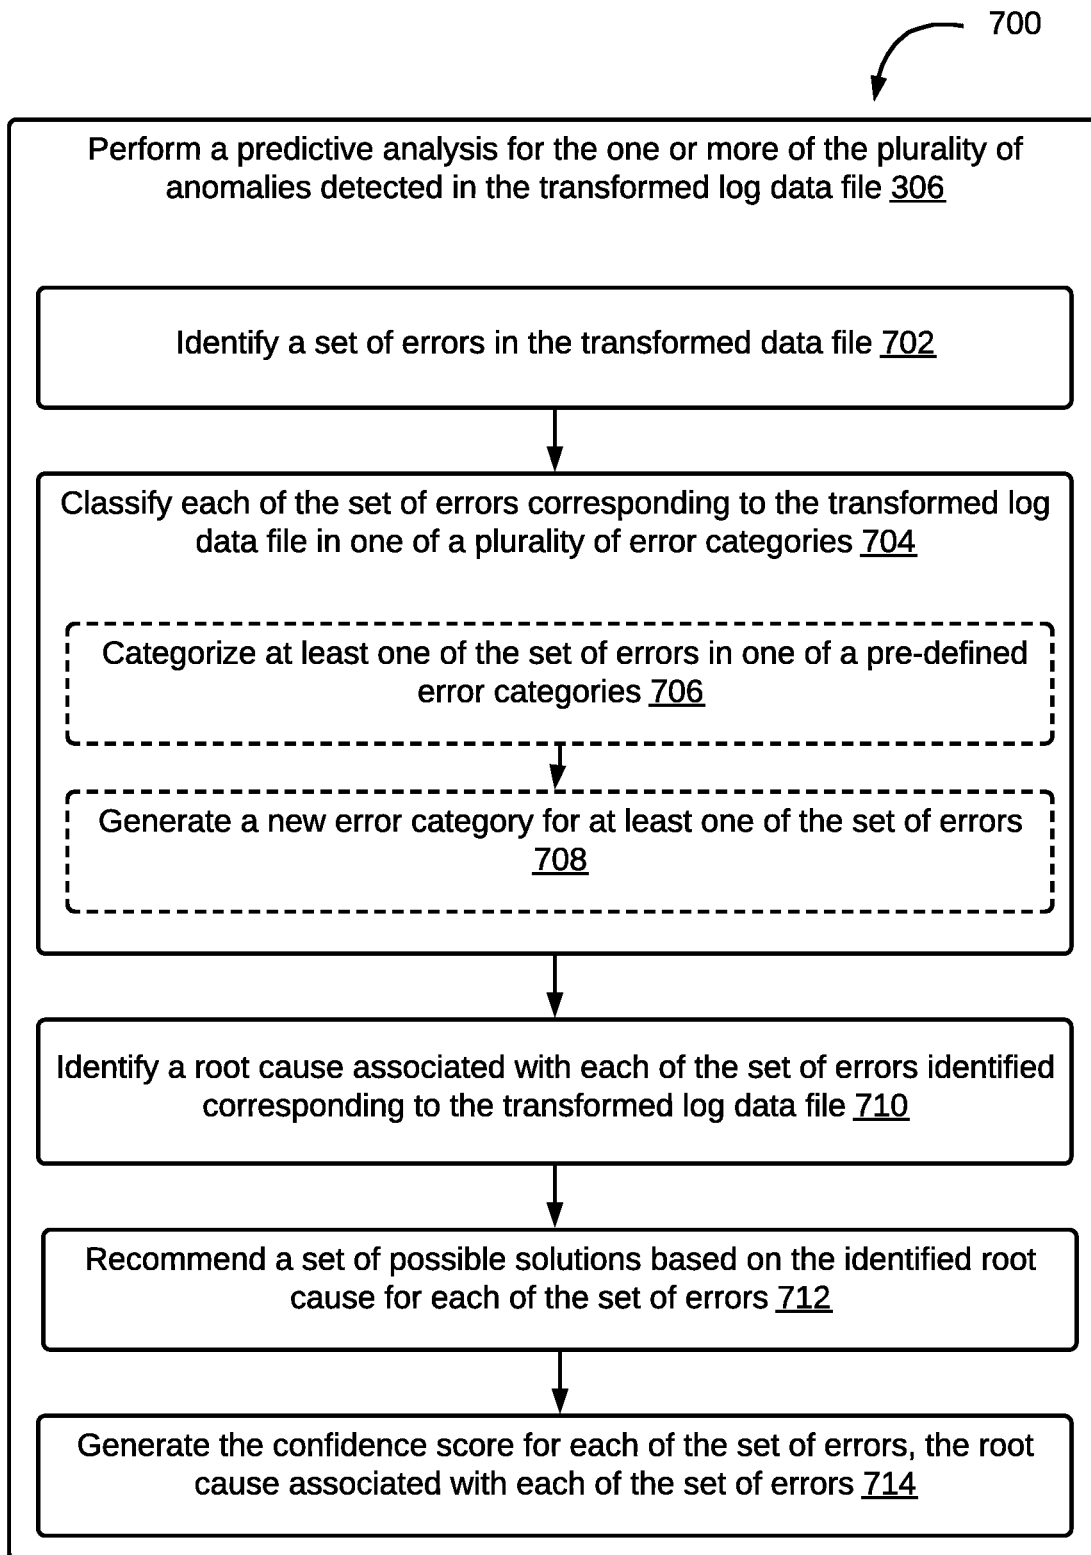 700
Perform a predictive analysis for the one or more of the plurality of
anomalies detected in the transformed log data file 306
Identify a set of errors in the transformed data file 702
Classify each of the set of errors corresponding to the transformed log
data file in one of a plurality of error categories 704
Categorize at least one of the set of errors in one of a pre-defined
error categories 706
Generate a new error category for at least one of the set of errors
708
Identify a root cause associated with each of the set of errors identified
corresponding to the transformed log data file 710
Recommend a set of possible solutions based on the identified root
cause for each of the set of errors 712
Generate the confidence score for each of the set of errors, the root
cause associated with each of the set of errors 714